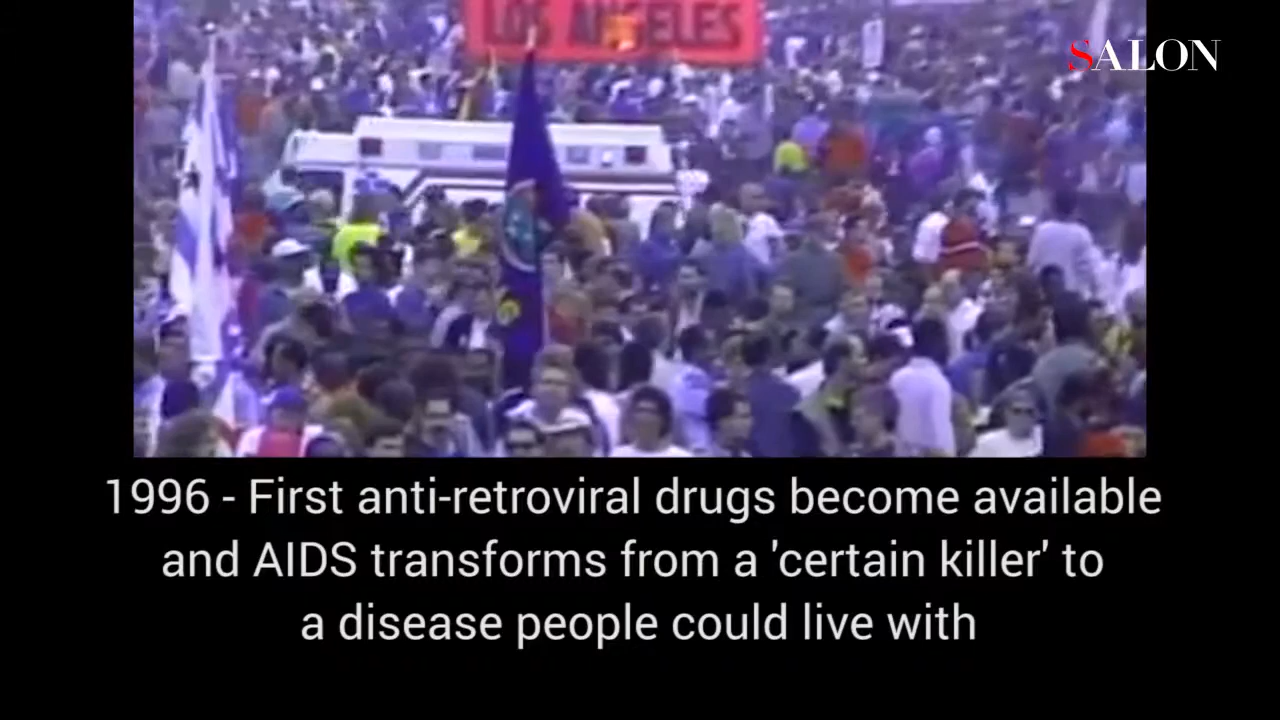 LOS ANGELES
SALON
1996 - First anti-retroviral drugs become available
and AIDS transforms from a 'certain killer' to
a disease people could live with